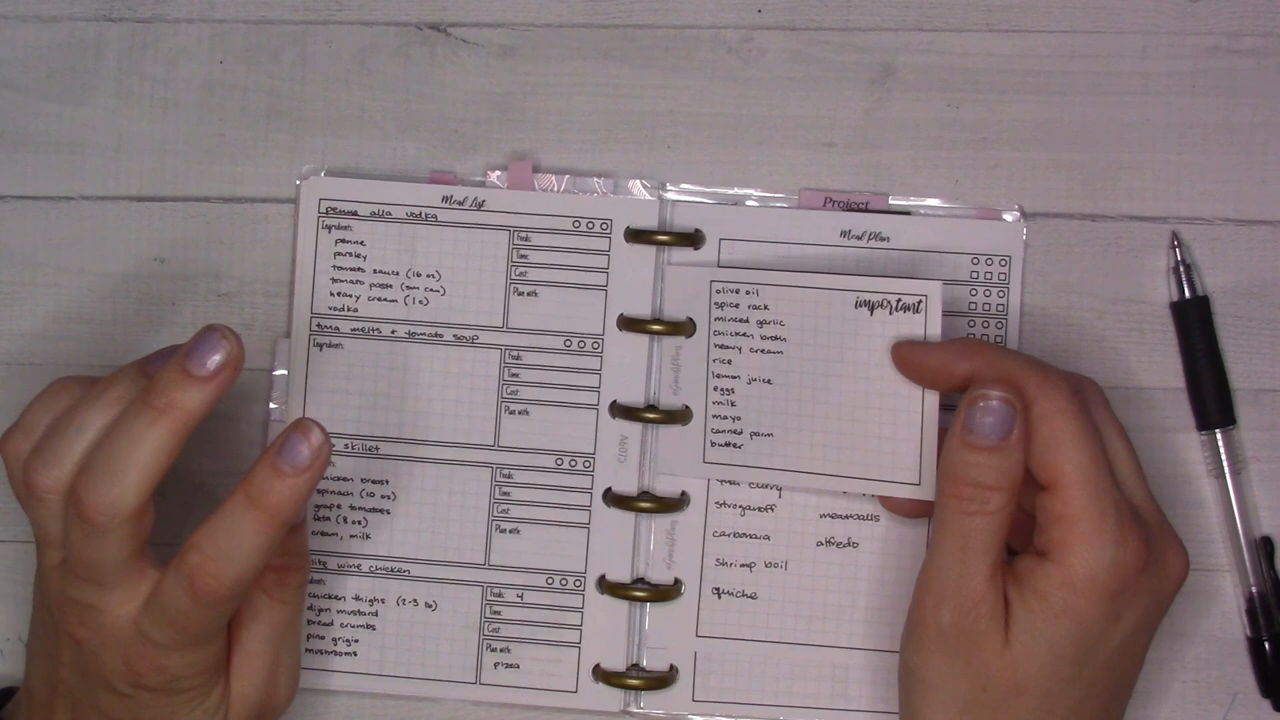 Meal List
penne alla vodka
Ingredients:
penne
parsley
tomato sauce (16 oz)
tomato paste (sm can)
heavy cream (1 c)
vodka
Feeds:
Time:
Cost:
Plan with:
tuna melts & tomato soup
Ingredients:
Feeds:
Time:
Cost:
Plan with:
skillet
chicken breast
spinach (10 oz)
grape tomatoes
feta (8 oz)
cream, milk
Feeds:
Time:
Cost:
Plan with:
wine chicken
chicken thighs (2-3 lb)
dijon mustard
bread crumbs
pino grigio
mushrooms
Feeds: 4
Time:
Cost:
Plan with:
pizza
A6075
Project
Meal Plan
important
olive oil
spice rack
minced garlic
chicken broth
heavy cream
rice
lemon juice
eggs
milk
mayo
canned parm
butter
curry
stroganoff meatballs
carbonara alfredo
shrimp boil
quiche